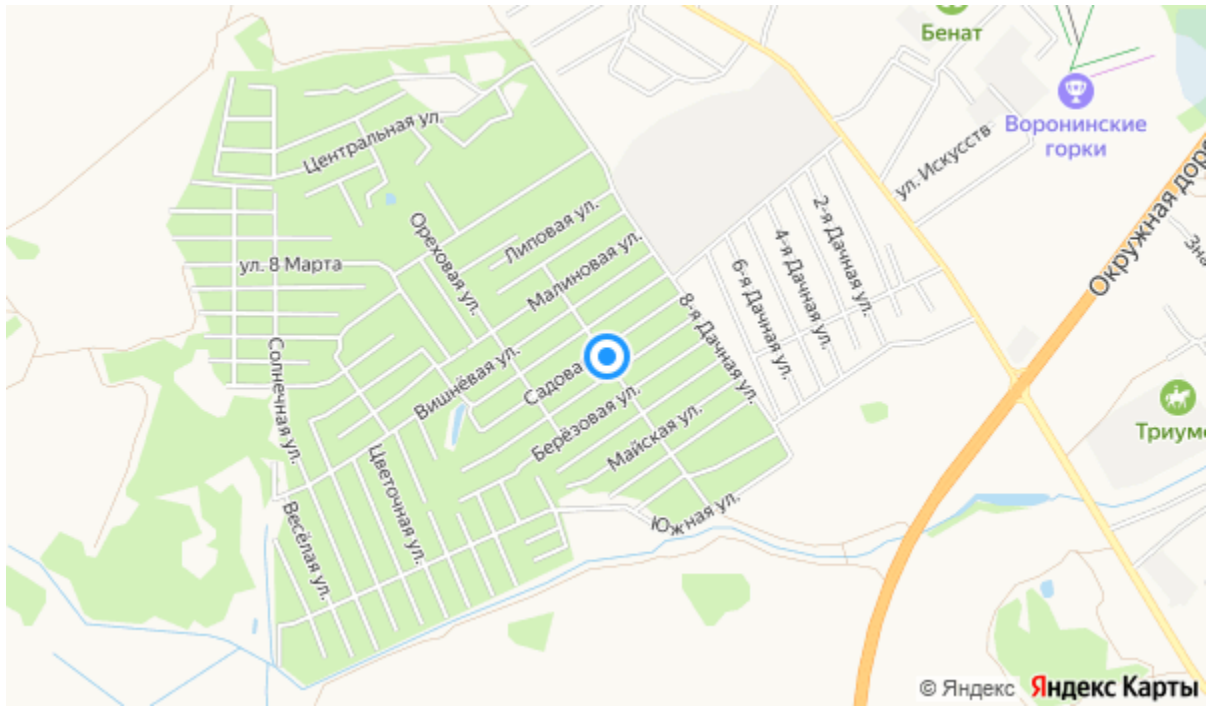 Бенат
Воронинские
горки
ул. Искусств
Окружная доро
Зна
Центральная ул.
Ореховая ул.
Липовая ул.
Малиновая ул.
ул. 8 Марта
2-я Дачная ул.
4-я Дачная ул.
6-я Дачная ул.
8-я Дачная ул.
Солнечная ул.
Вишнёвая ул.
Садова
Берёзовая ул.
Майская ул.
Цветочная ул.
Весёлая ул.
Южная ул.
Триум
© Яндекс Яндекс Карты